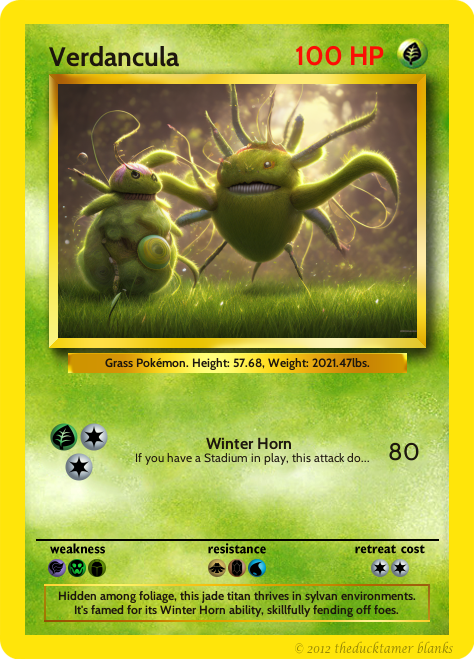 Verdancula
100 HP
Grass Pokémon. Height: 57.68, Weight: 2021.47lbs.
Winter Horn
If you have a Stadium in play, this attack do...
80
weakness
resistance
retreat cost
Hidden among foliage, this jade titan thrives in sylvan environments.
It's famed for its Winter Horn ability, skillfully fending off foes.
© 2012 theducktamer blanks